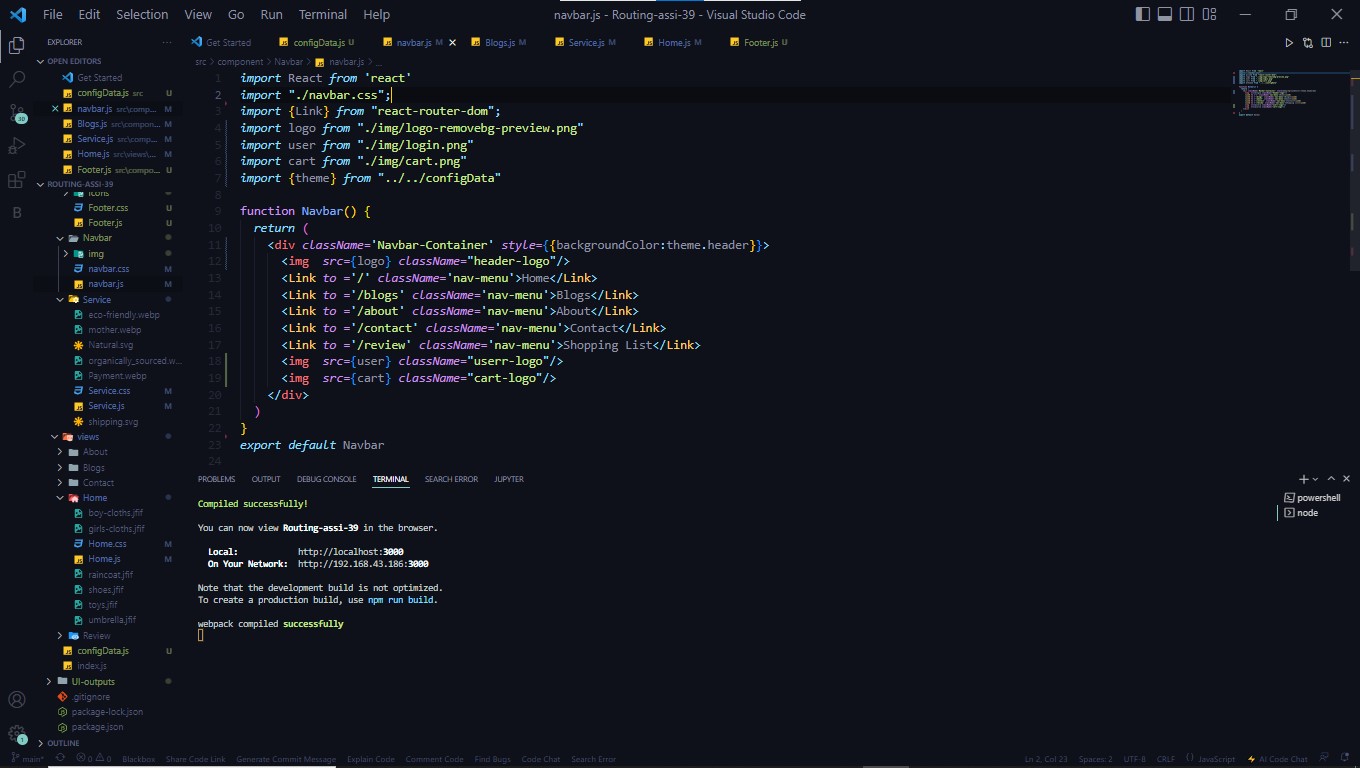 File Edit Selection View Go Run Terminal Help
navbar.js - Routing-assi-39 - Visual Studio Code
EXPLORER
OPEN EDITORS
Get Started
configData.js src U
navbar.js src\comp... M
Blogs.js src\compon... M
Service.js src\comp... M
Home.js src\views\... M
Footer.js src\compo... U
ROUTING-ASSI-39
icons
Footer.css U
Footer.js U
Navbar
img
navbar.css M
navbar.js M
Service
eco-friendly.webp
mother.webp
Natural.svg
organically_sourced.w...
Payment.webp
Service.css M
Service.js M
shipping.svg
views
About
Blogs
Contact
Home
boy-cloths.jfif
girls-cloths.jfif
Home.css M
Home.js M
raincoat.jfif
shoes.jfif
toys.jfif
umbrella.jfif
Review
configData.js U
index.js
UI-outputs
.gitignore
package-lock.json
package.json
OUTLINE
30
B
1
Get Started configData.js U navbar.js M Blogs.js M Service.js M Home.js M Footer.js U
src > component > Navbar > navbar.js > ...
1 import React from 'react'
2 import "./navbar.css";
3 import {Link} from "react-router-dom";
4 import logo from "./img/logo-removebg-preview.png"
5 import user from "./img/login.png"
6 import cart from "./img/cart.png"
7 import {theme} from "../../configData"
8
9 function Navbar() {
10 return (
11 <div className='Navbar-Container' style={{backgroundColor:theme.header}}>
12 <img  src={logo} className="header-logo"/>
13 <Link to ='/' className='nav-menu'>Home</Link>
14 <Link to ='/blogs' className='nav-menu'>Blogs</Link>
15 <Link to ='/about' className='nav-menu'>About</Link>
16 <Link to ='/contact' className='nav-menu'>Contact</Link>
17 <Link to ='/review' className='nav-menu'>Shopping List</Link>
18 <img  src={user} className="userr-logo"/>
19 <img  src={cart} className="cart-logo"/>
20 </div>
21 )
22 }
23 export default Navbar
24
PROBLEMS OUTPUT DEBUG CONSOLE TERMINAL SEARCH ERROR JUPYTER
powershell
node
Compiled successfully!
You can now view Routing-assi-39 in the browser.
Local: http://localhost:3000
On Your Network: http://192.168.43.186:3000
Note that the development build is not optimized.
To create a production build, use npm run build.
webpack compiled successfully
main* 0 0 Blackbox Share Code Link Generate Commit Message Explain Code Comment Code Find Bugs Code Chat Search Error Ln 2, Col 23 Spaces: 2 UTF-8 CRLF {} JavaScript AI Code Chat